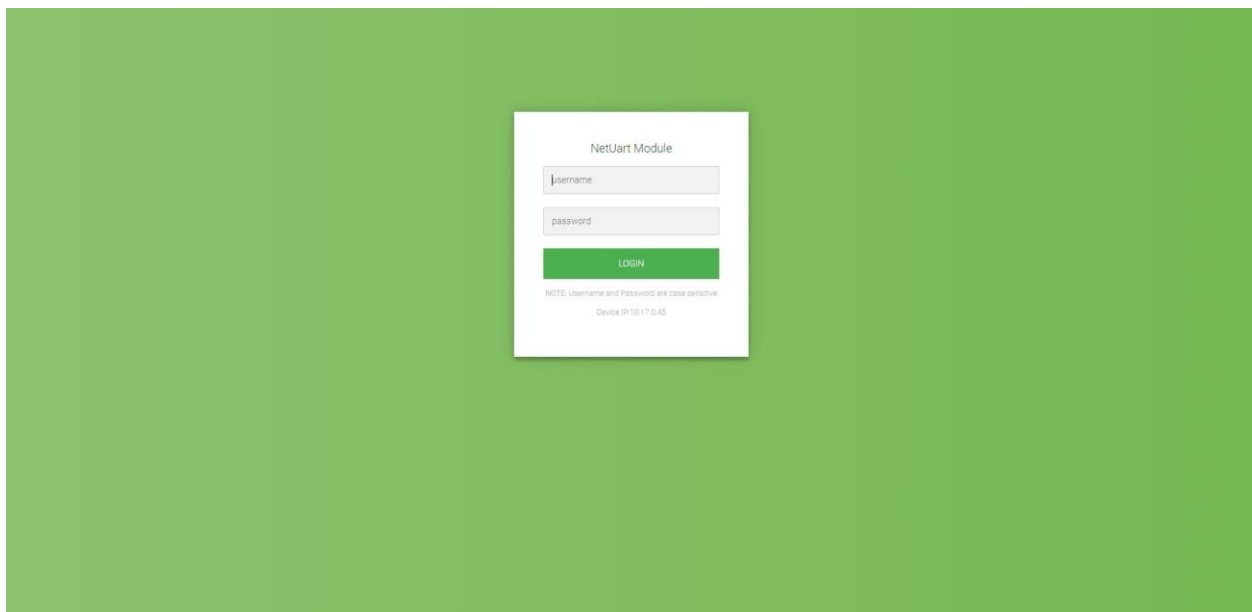 NetUart Module
username
password
LOGIN
NOTE: Username and Password are case sensitive
Device IP:10.17.0.45